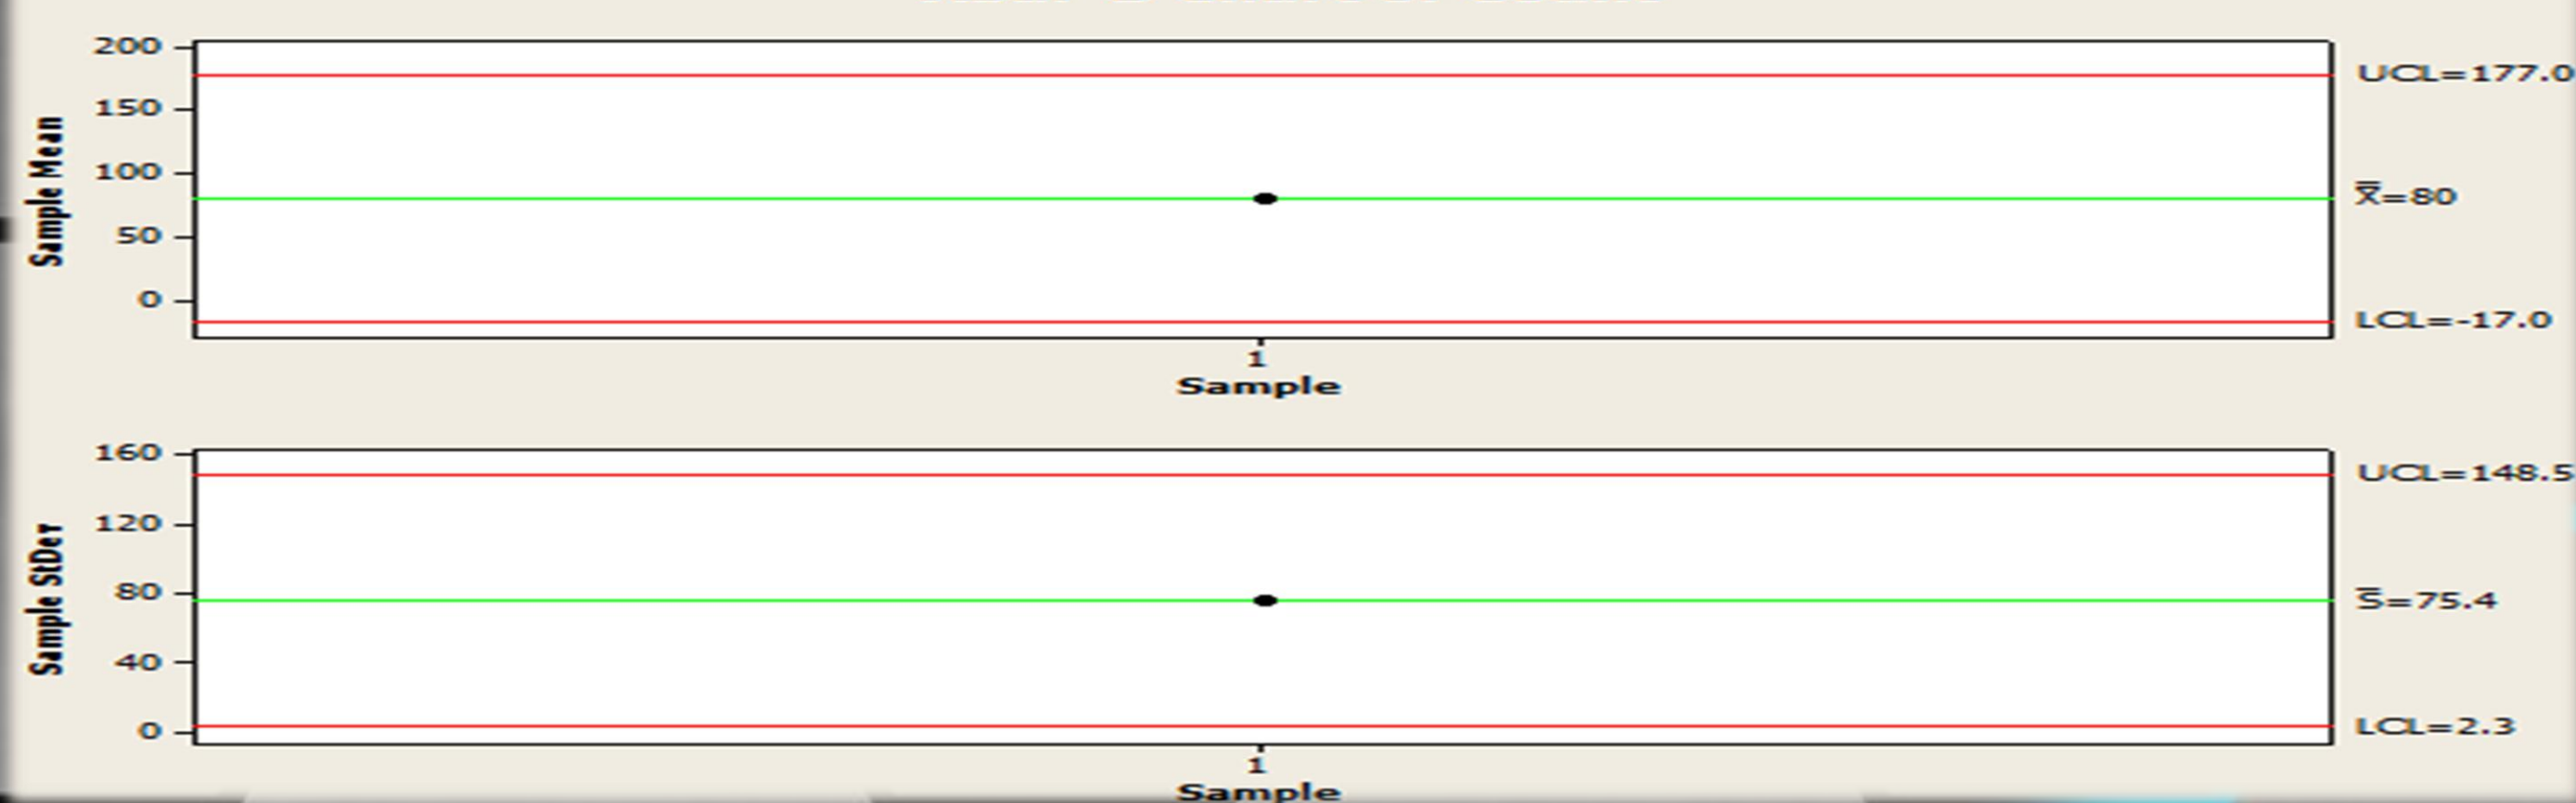 200
150
100
50
0
Sample Mean
UCL=177.0
X̿=80
LCL=-17.0
1
Sample
160
120
80
40
0
Sample StDev
UCL=148.5
S̅=75.4
LCL=2.3
1
Sample